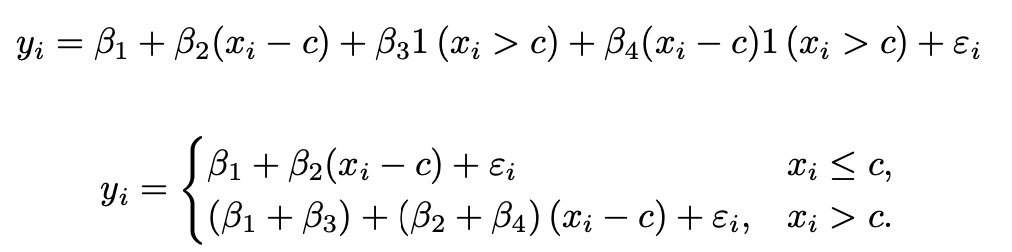 yᵢ = β₁ + β₂(xᵢ − c) + β₃1 (xᵢ > c) + β₄(xᵢ − c)1 (xᵢ > c) + εᵢ
yᵢ = {
β₁ + β₂(xᵢ − c) + εᵢ xᵢ ≤ c,
(β₁ + β₃) + (β₂ + β₄) (xᵢ − c) + εᵢ, xᵢ > c.